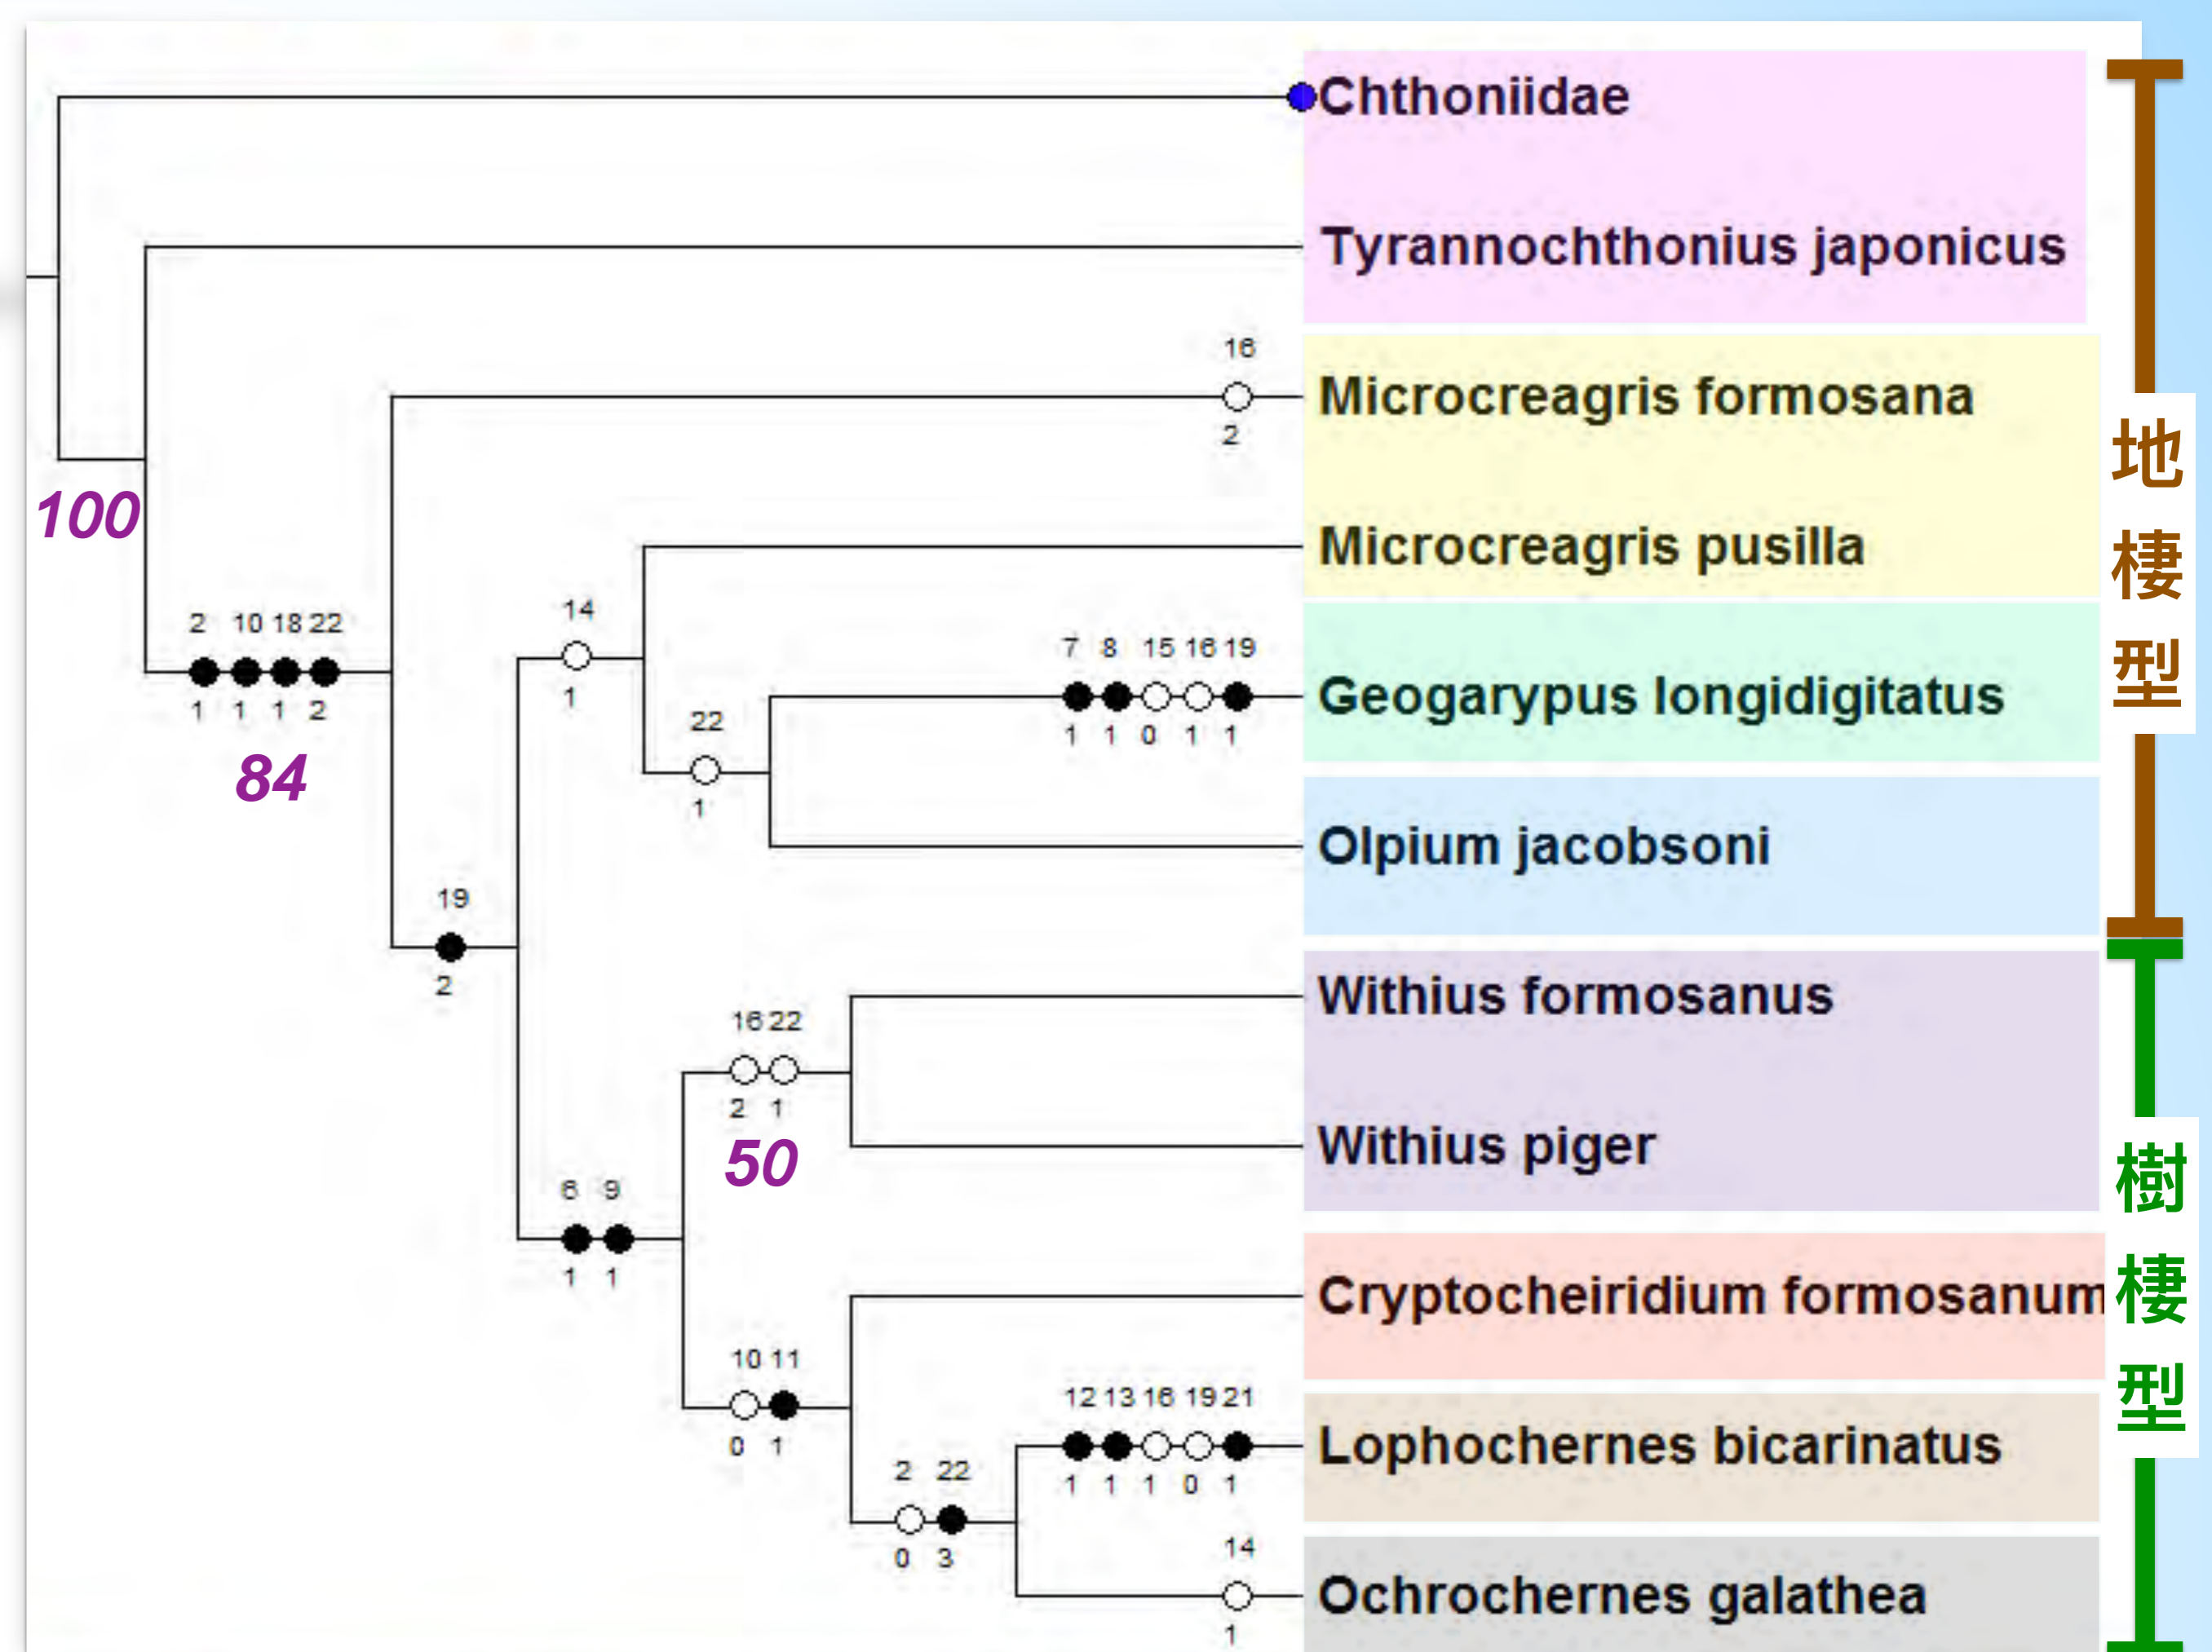 Chthoniidae
Tyrannochthonius japonicus
16
Microcreagris formosana
2
100
Microcreagris pusilla
2 10 18 22
14
7 8 15 16 19
1 1 1 2
1
Geogarypus longidigitatus
22
1 1 0 1 1
84
1
Olpium jacobsoni
19
2
地棲型
Withius formosanus
16 22
2 1
50
Withius piger
6 9
1 1
Cryptocheiridium formosanum
10 11
0 1
12 13 16 19 21
Lophochernes bicarinatus
1 1 1 0 1
2 22
0 3
14
Ochrochernes galathea
1
樹棲型